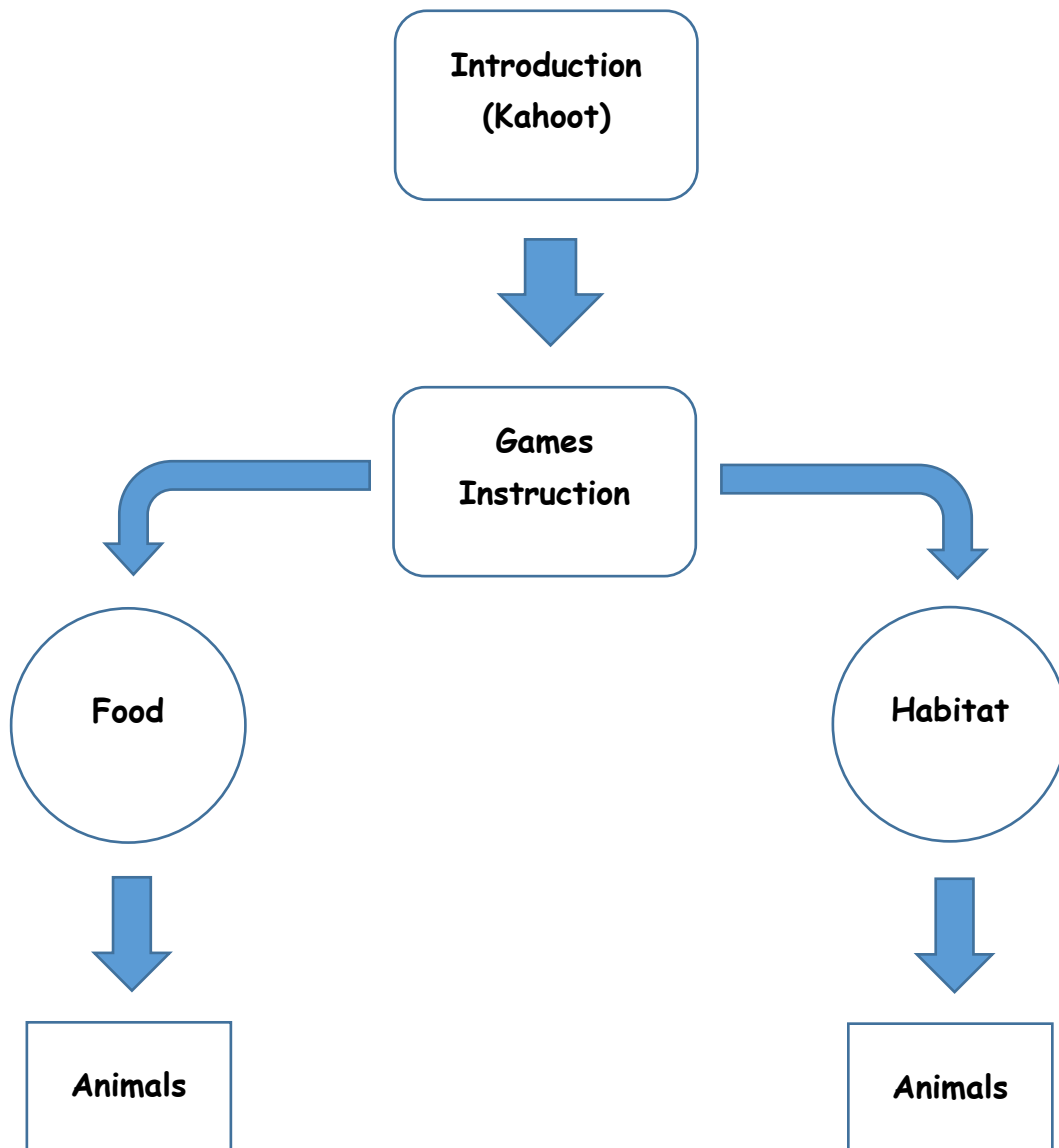 Introduction
(Kahoot)
Games
Instruction
Food
Habitat
Animals
Animals